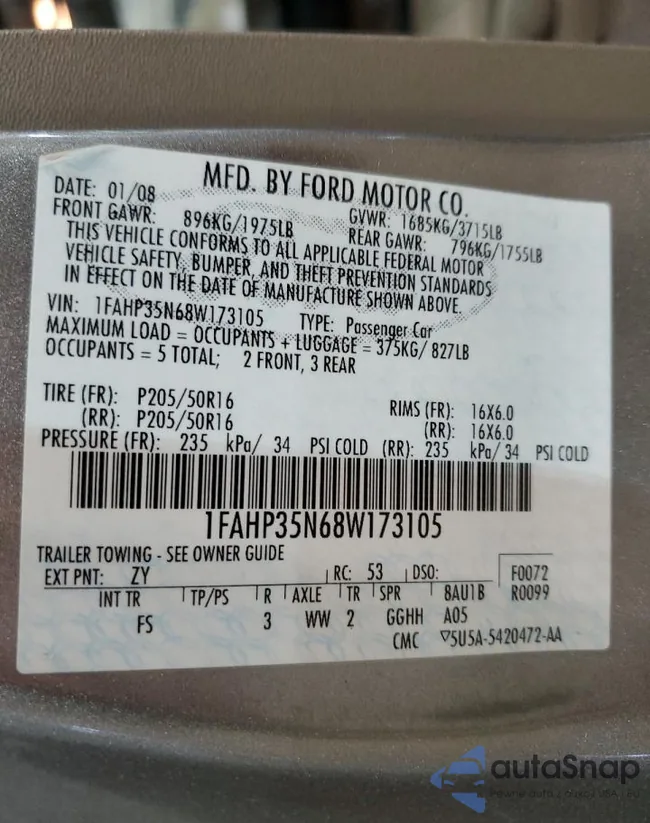 MFD. BY FORD MOTOR CO.
DATE: 01/08
GVWR: 1685KG/3715LB
FRONT GAWR: 896KG/1975LB
REAR GAWR: 796KG/1755LB
THIS VEHICLE CONFORMS TO ALL APPLICABLE FEDERAL MOTOR
VEHICLE SAFETY, BUMPER, AND THEFT PREVENTION STANDARDS
IN EFFECT ON THE DATE OF MANUFACTURE SHOWN ABOVE.
VIN: 1FAHP35N68W173105 TYPE: Passenger Car
MAXIMUM LOAD = OCCUPANTS + LUGGAGE = 375KG/ 827LB
OCCUPANTS = 5 TOTAL; 2 FRONT, 3 REAR
TIRE (FR): P205/50R16 RIMS (FR): 16X6.0
(RR): P205/50R16 (RR): 16X6.0
PRESSURE (FR): 235 kPa/ 34 PSI COLD (RR): 235 kPa/ 34 PSI COLD
1FAHP35N68W173105
TRAILER TOWING - SEE OWNER GUIDE
EXT PNT: ZY RC: 53 DSO: F0072
INT TR TP/PS R AXLE TR SPR 8AU1B R0099
FS 3 WW 2 GGHH A05
CMC ▽5U5A-5420472-AA
autaSnap